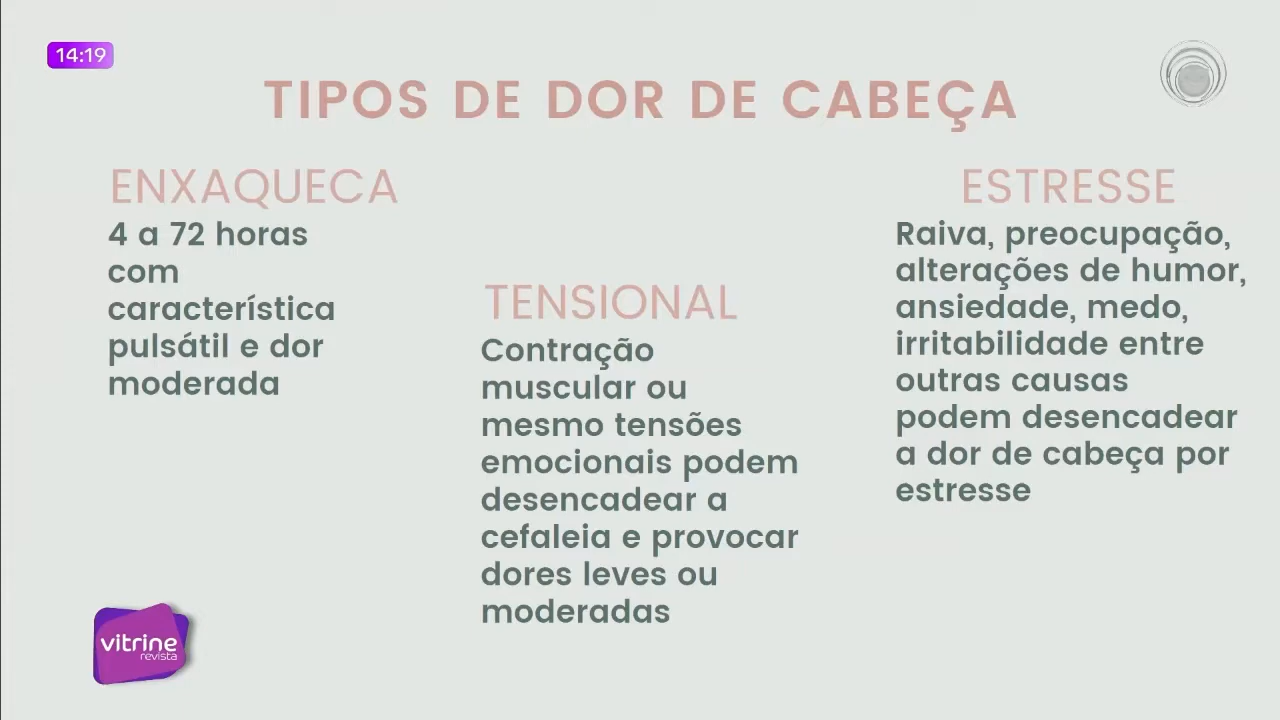 14:19
TIPOS DE DOR DE CABEÇA
ENXAQUECA
4 a 72 horas
com
característica
pulsátil e dor
moderada
TENSIONAL
Contração
muscular ou
mesmo tensões
emocionais podem
desencadear a
cefaleia e provocar
dores leves ou
moderadas
ESTRESSE
Raiva, preocupação,
alterações de humor,
ansiedade, medo,
irritabilidade entre
outras causas
podem desencadear
a dor de cabeça por
estresse
vitrine
revista